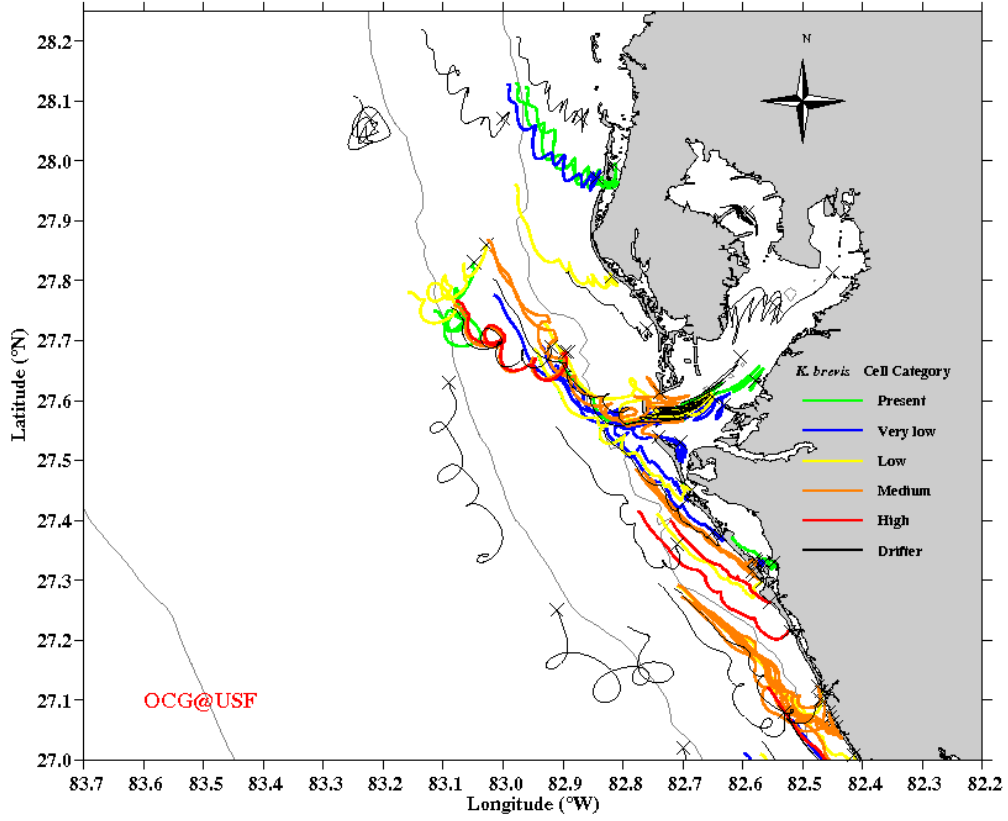 28.2
28.1
28.0
27.9
27.8
27.7
27.6
27.5
27.4
27.3
27.2
27.1
27.0
Latitude (°N)
N
K. brevis Cell Category
Present
Very low
Low
Medium
High
Drifter
OCG@USF
83.7 83.6 83.5 83.4 83.3 83.2 83.1 83.0 82.9 82.8 82.7 82.6 82.5 82.4 82.3 82.2
Longitude (°W)